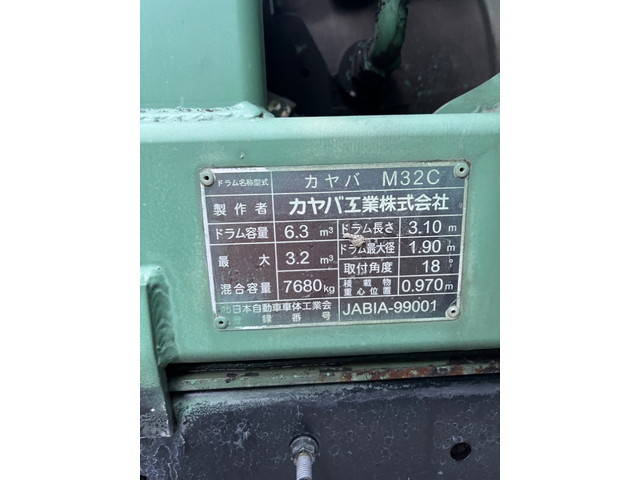 ドラム名称型式 カヤバ M32C
製作者 カヤバ工業株式会社
ドラム容量 6.3 m³ ドラム長さ 3.10 m
最大 3.2 m³ ドラム最大径 1.90 m
混合容量 7680kg 取付角度 18°
積載物重心位置 0.970m
日本自動車車体工業会
録番号 JABIA-99001